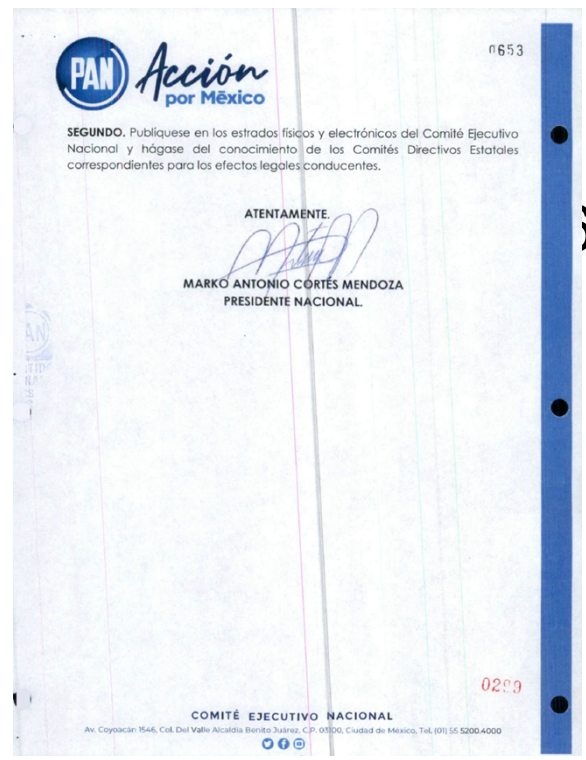 0653
PAN Acción
por México
SEGUNDO. Publíquese en los estrados físicos y electrónicos del Comité Ejecutivo
Nacional y hágase del conocimiento de los Comités Directivos Estatales
correspondientes para los efectos legales conducentes.
ATENTAMENTE.
MARKO ANTONIO CORTÉS MENDOZA
PRESIDENTE NACIONAL.
COMITÉ EJECUTIVO NACIONAL
Av. Coyoacán 1546, Col. Del Valle Alcaldía Benito Juárez, C.P. 03100, Ciudad de México, Tel. (01) 55 5200.4000